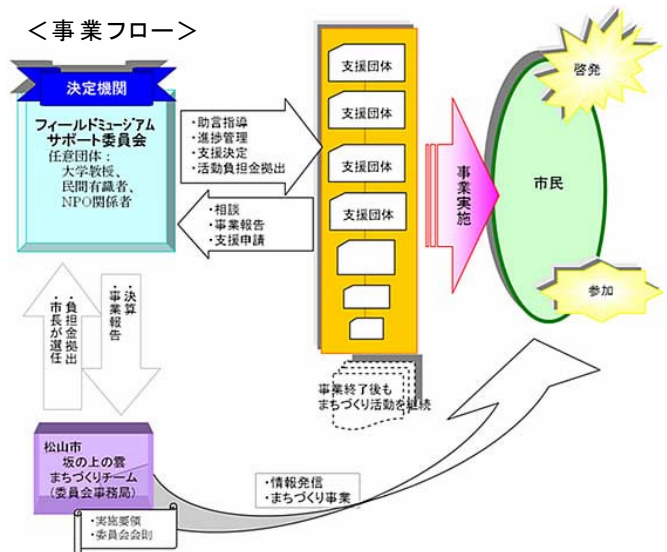 ＜事業フロー＞
決定機関
フィールドミュージアム
サポート委員会
任意団体：
大学教授、
民間有識者、
NPO関係者
・助言指導
・進捗管理
・支援決定
・活動負担金拠出
・相談
・事業報告
・支援申請
支援団体
支援団体
支援団体
支援団体
事業実施
啓発
市民
参加
・負担金拠出
・市長が選任
・決算
・事業報告
事業終了後も
まちづくり活動を継続
松山市
坂の上の雲
まちづくりチーム
(委員会事務局)
・実施要領
・委員会会則
・情報発信
・まちづくり事業